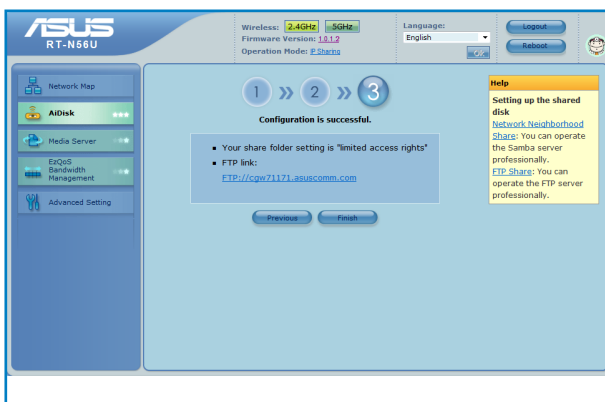 ASUS
RT-N56U
Wireless: 2.4GHz 5GHz
Firmware Version: 1.0.1.2
Operation Mode: IP Sharing
Language:
English
Logout
Reboot
Network Map
AiDisk
Media Server
EzQoS
Bandwidth
Management
Advanced Setting
1 » 2 » 3
Configuration is successful.
Your share folder setting is "limited access rights"
FTP link:
FTP://cgw71171.asuscomm.com
Previous
Finish
Help
Setting up the shared
disk
Network Neighborhood
Share: You can operate
the Samba server
professionally.
FTP Share: You can
operate the FTP server
professionally.